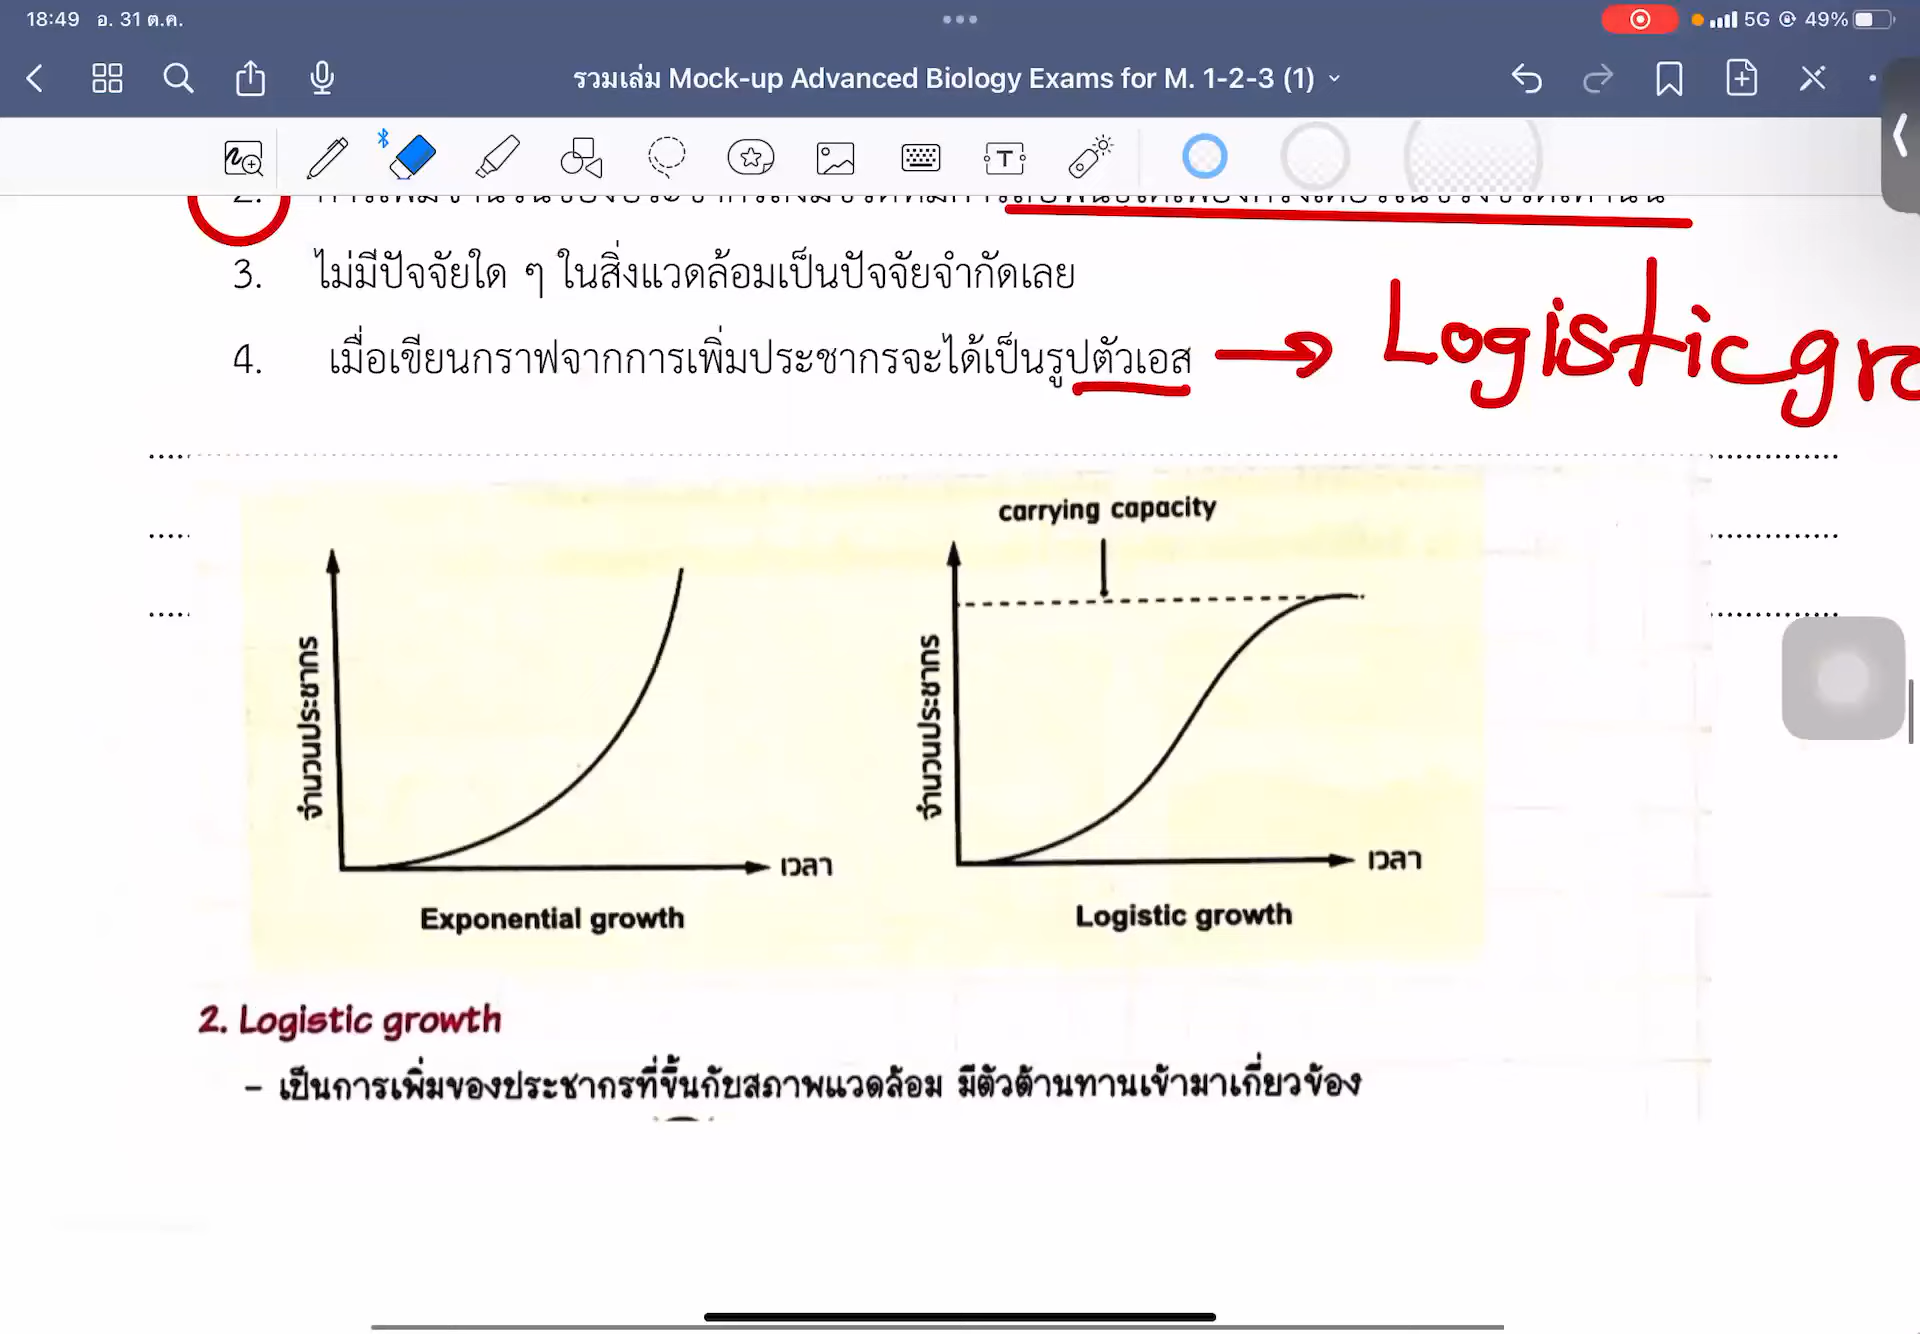 18:49 อ. 31 ต.ค.
5G 49%
รวมเล่ม Mock-up Advanced Biology Exams for M. 1-2-3 (1)
2.
3. ไม่มีปัจจัยใด ๆ ในสิ่งแวดล้อมเป็นปัจจัยจำกัดเลย
4. เมื่อเขียนกราฟจากการเพิ่มประชากรจะได้เป็นรูปตัวเอส
Logistic gro
carrying capacity
จำนวนประชากร
เวลา
Exponential growth
จำนวนประชากร
เวลา
Logistic growth
2. Logistic growth
- เป็นการเพิ่มของประชากรที่ขึ้นกับสภาพแวดล้อม มีตัวต้านทานเข้ามาเกี่ยวข้อง